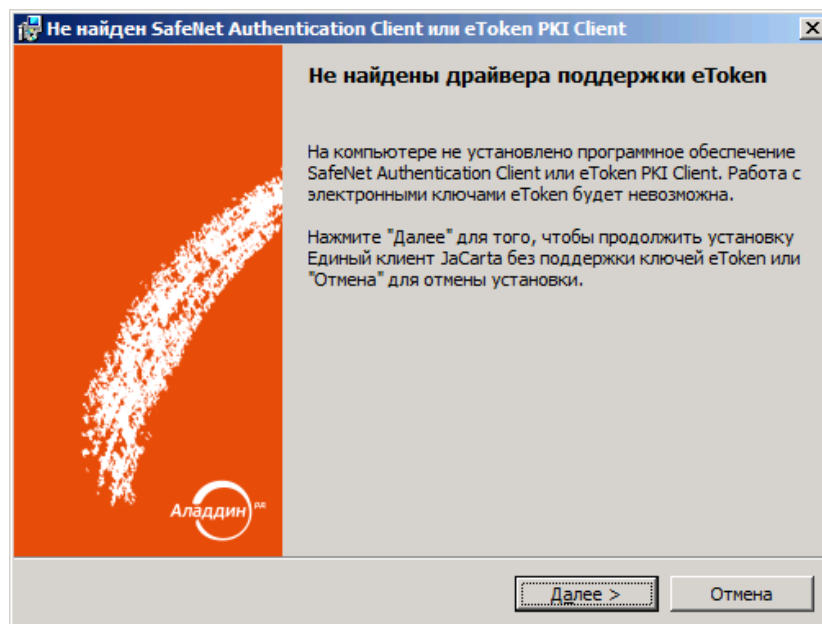 Не найден SafeNet Authentication Client или eToken PKI Client
Не найдены драйвера поддержки eToken
На компьютере не установлено программное обеспечение
SafeNet Authentication Client или eToken PKI Client. Работа с
электронными ключами eToken будет невозможна.
Нажмите "Далее" для того, чтобы продолжить установку
Единый клиент JaCarta без поддержки ключей eToken или
"Отмена" для отмены установки.
Аладдин РД
Далее >
Отмена